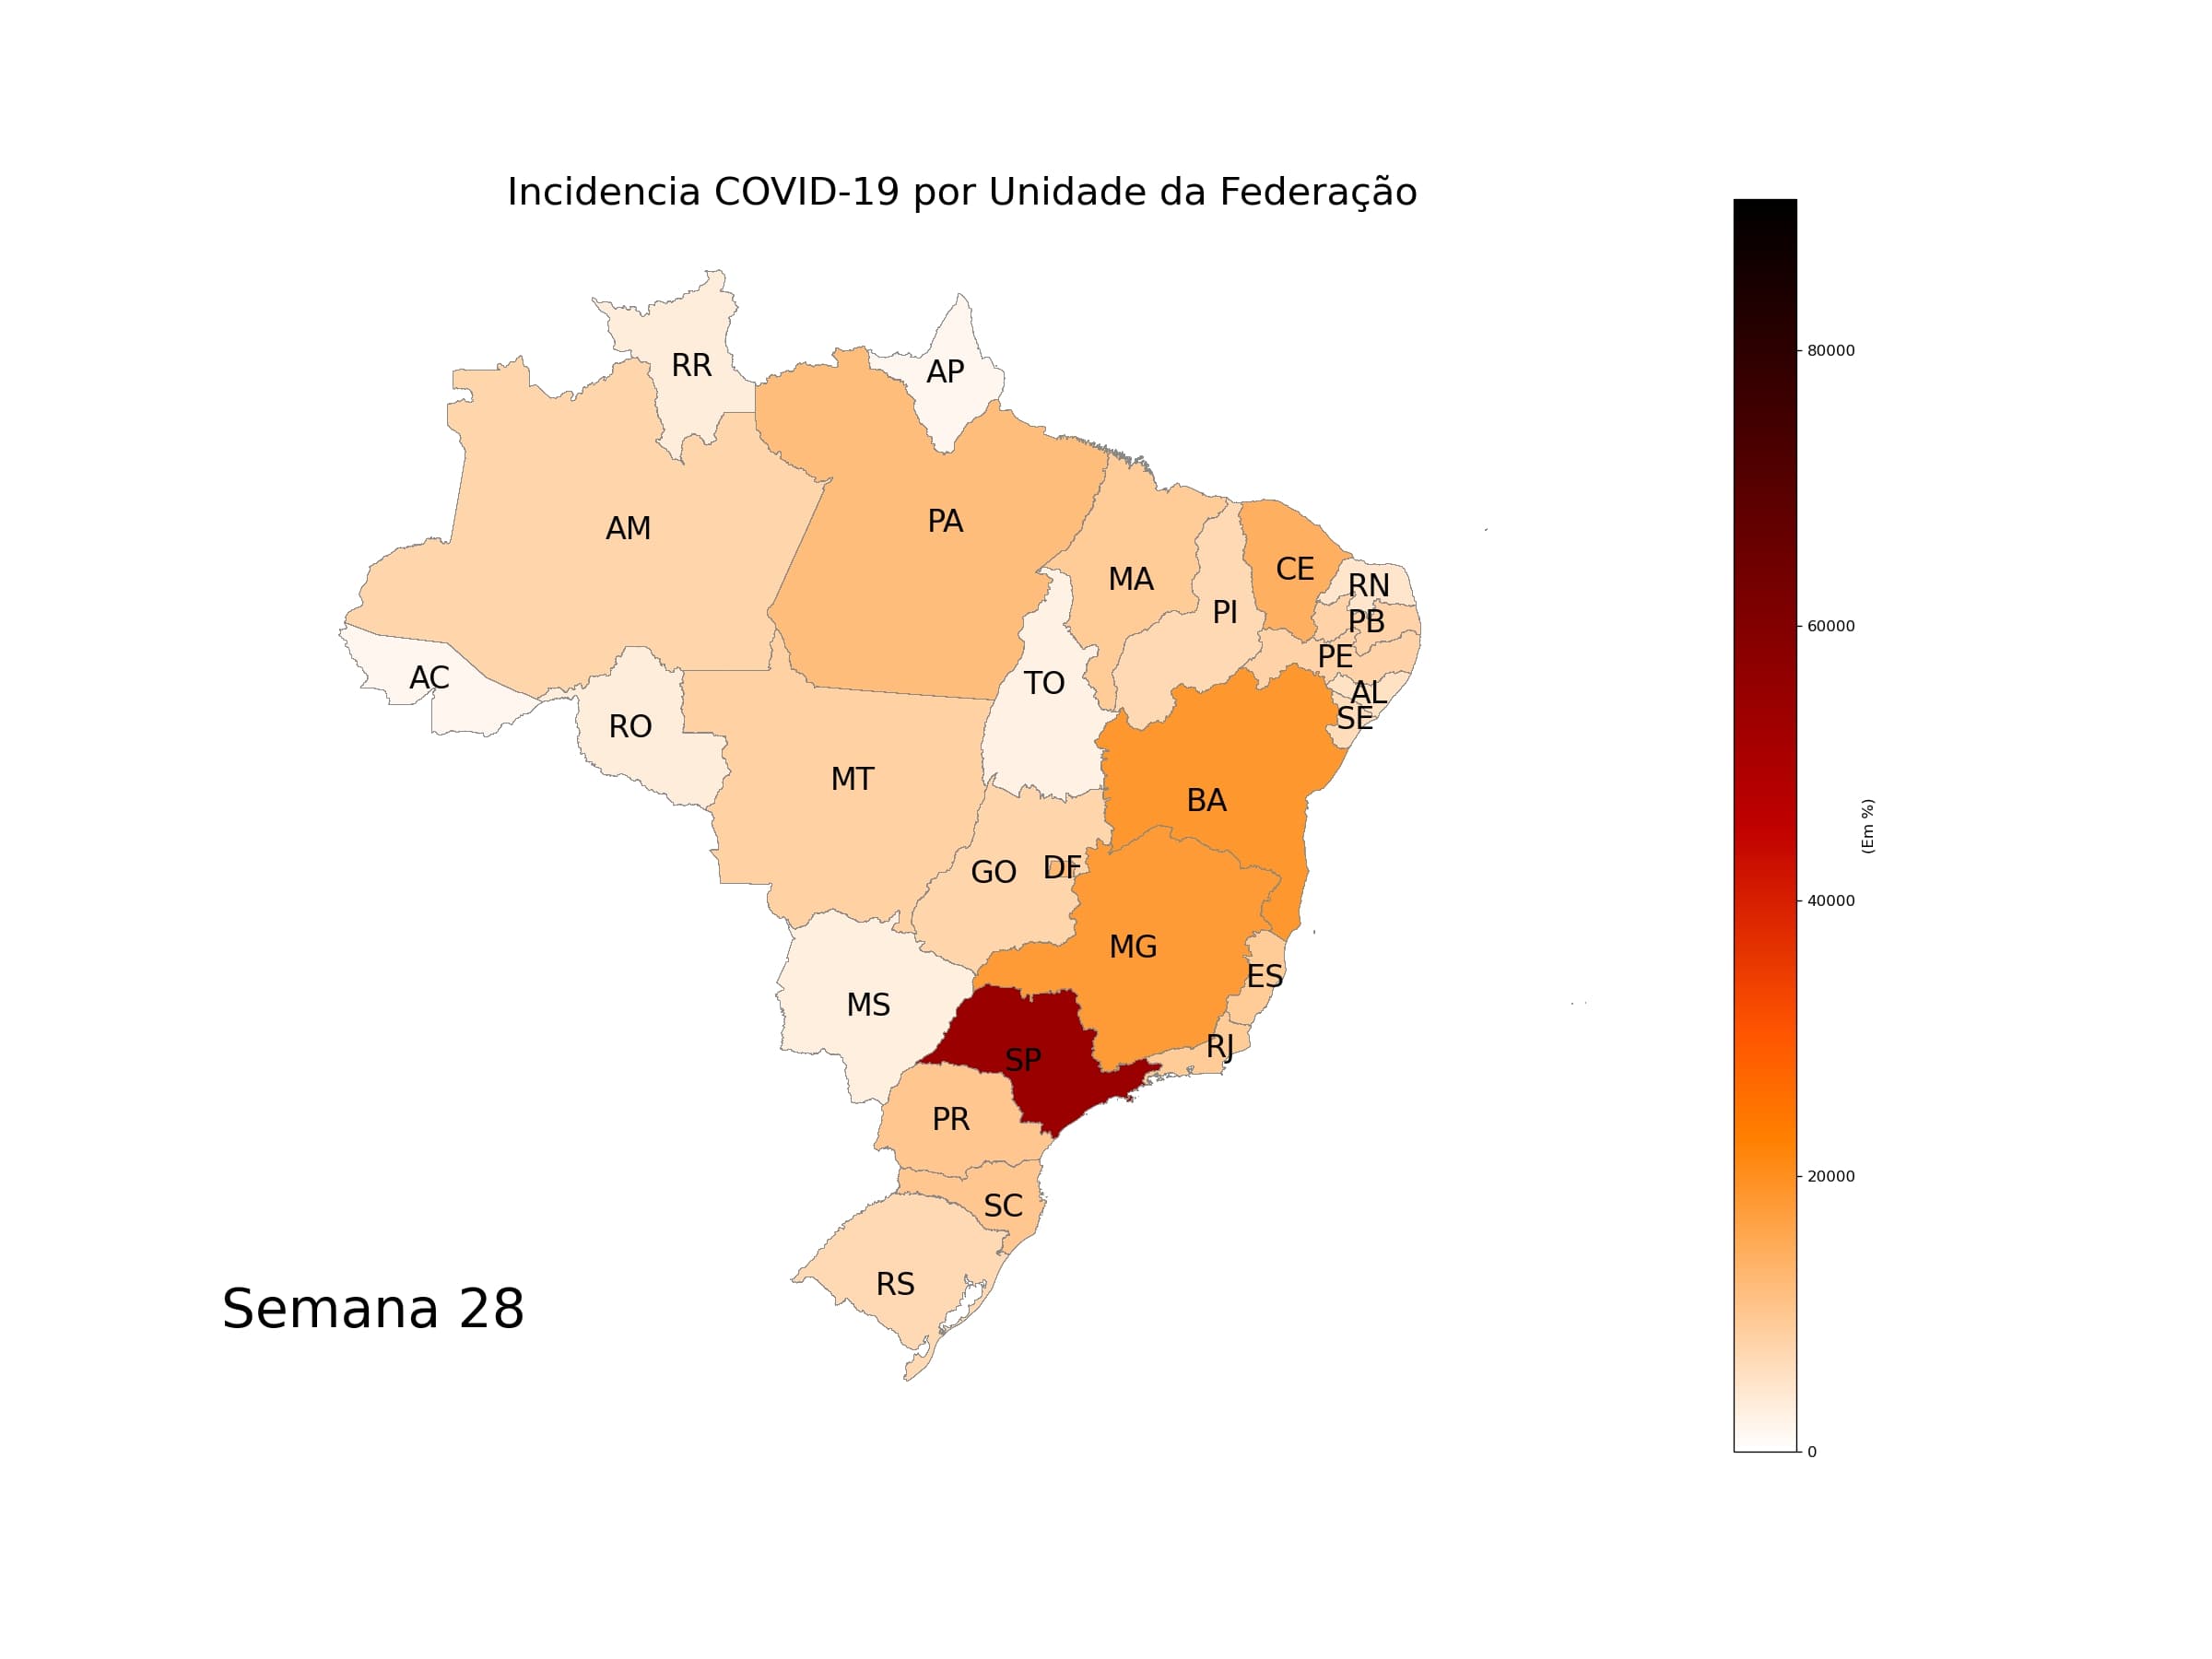 Incidencia COVID-19 por Unidade da Federação
RR
AP
AM
PA
MA
CE
RN
PI
PB
PE
AC
TO
AL
SE
RO
MT
BA
GO
DF
MG
ES
MS
RJ
SP
PR
SC
RS
Semana 28
80000
60000
40000
20000
0
(Em %)